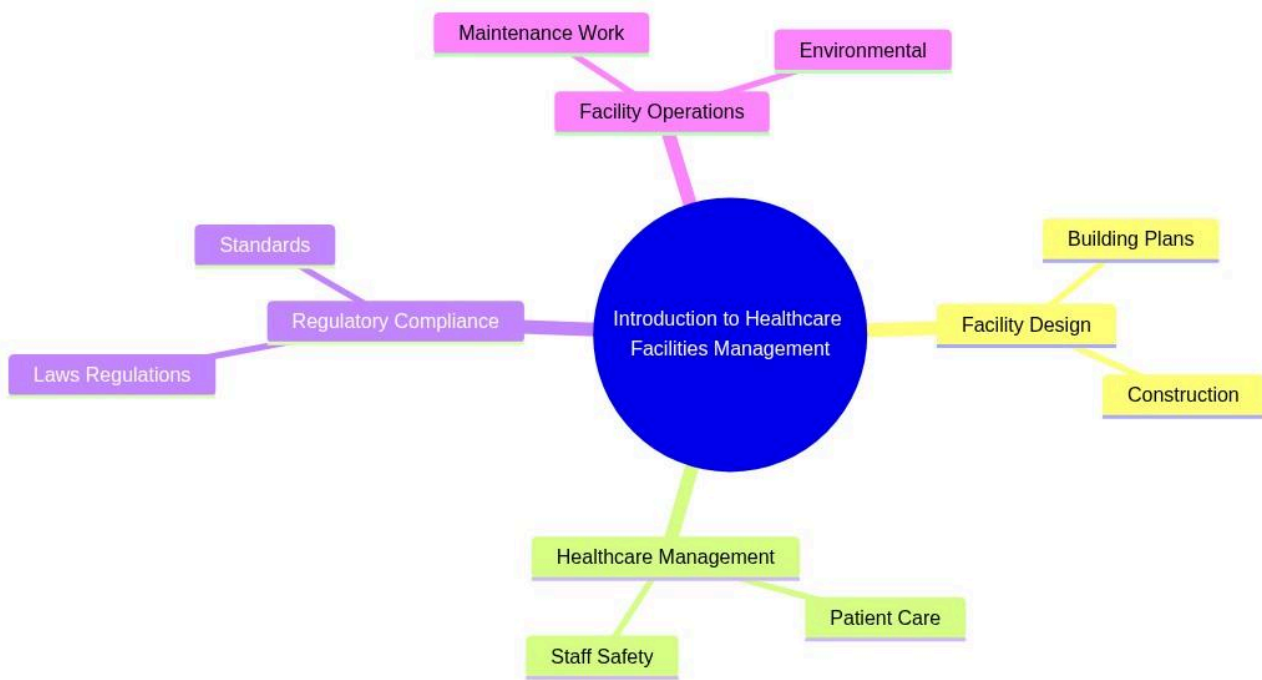 Maintenance Work
Environmental
Facility Operations
Standards
Building Plans
Regulatory Compliance
Introduction to Healthcare
Facilities Management
Facility Design
Laws Regulations
Construction
Healthcare Management
Patient Care
Staff Safety